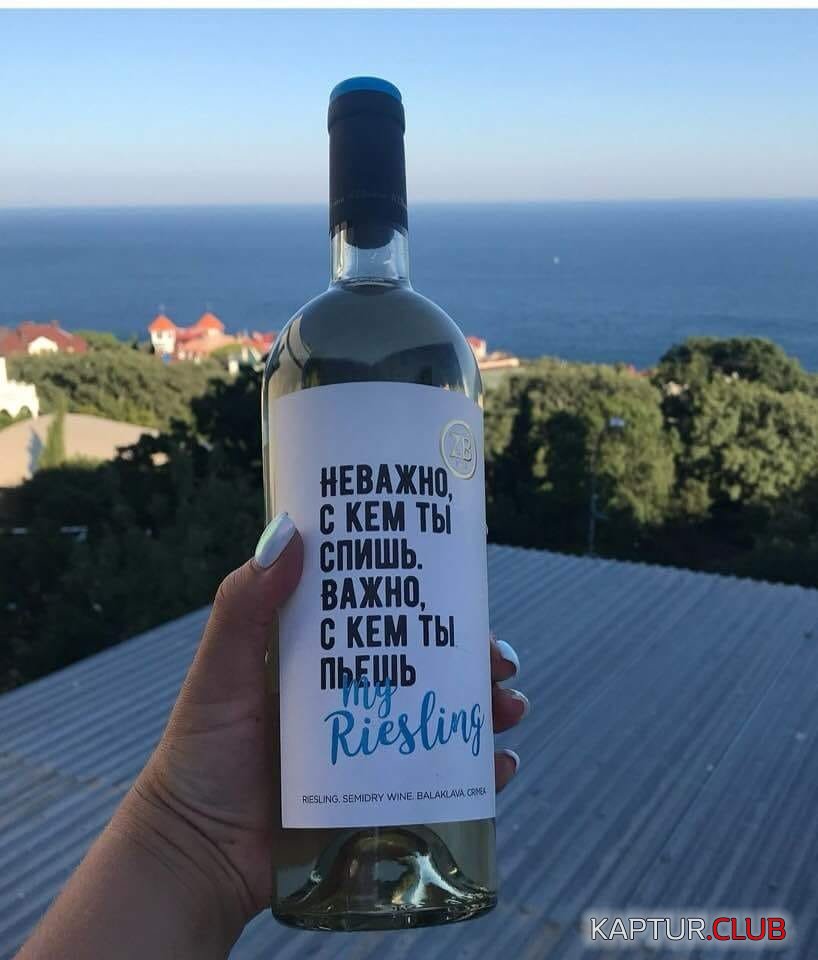 ZB
НЕВАЖНО,
С КЕМ ТЫ
СПИШЬ.
ВАЖНО,
С КЕМ ТЫ
ПЬЕШЬ
my
Riesling
RIESLING. SEMIDRY WINE. BALAKLAVA. CRIMEA
KAPTUR.CLUB